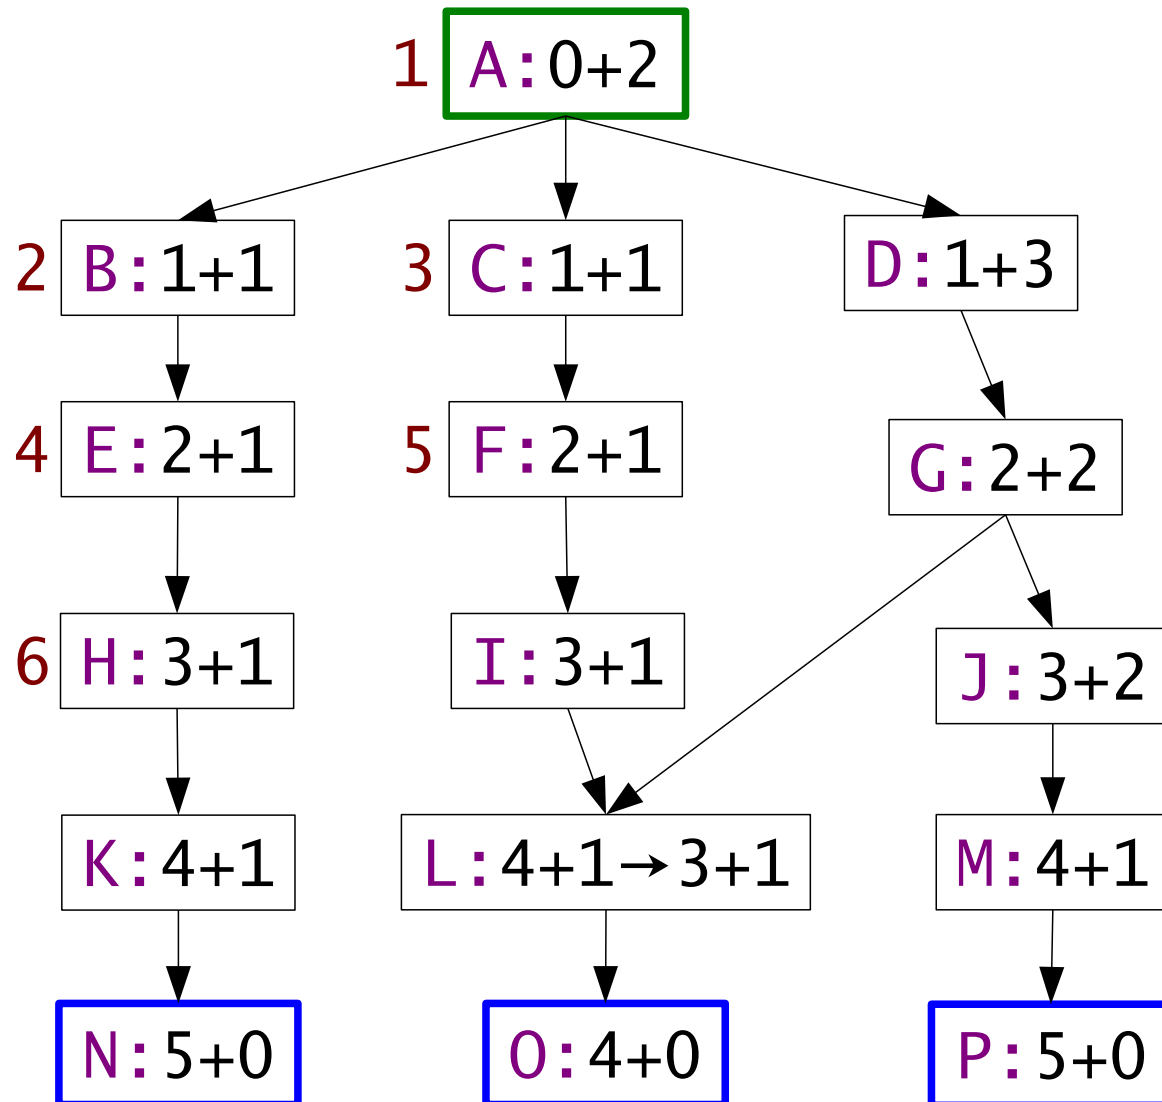 1 A:0+2
2 B:1+1 3 C:1+1 D:1+3
4 E:2+1 5 F:2+1 G:2+2
6 H:3+1 I:3+1 J:3+2
K:4+1 L:4+1→3+1 M:4+1
N:5+0 O:4+0 P:5+0